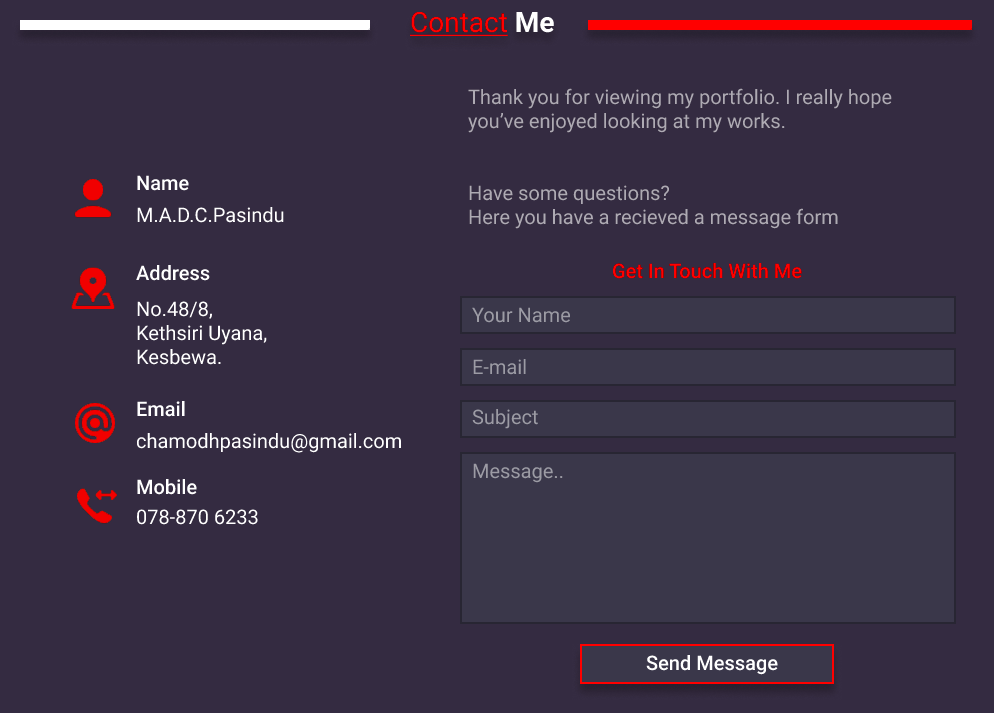 Contact Me
Thank you for viewing my portfolio. I really hope
you’ve enjoyed looking at my works.
Have some questions?
Here you have a recieved a message form
Name
M.A.D.C.Pasindu
Address
No.48/8,
Kethsiri Uyana,
Kesbewa.
Email
chamodhpasindu@gmail.com
Mobile
078-870 6233
Get In Touch With Me
Your Name
E-mail
Subject
Message..
Send Message